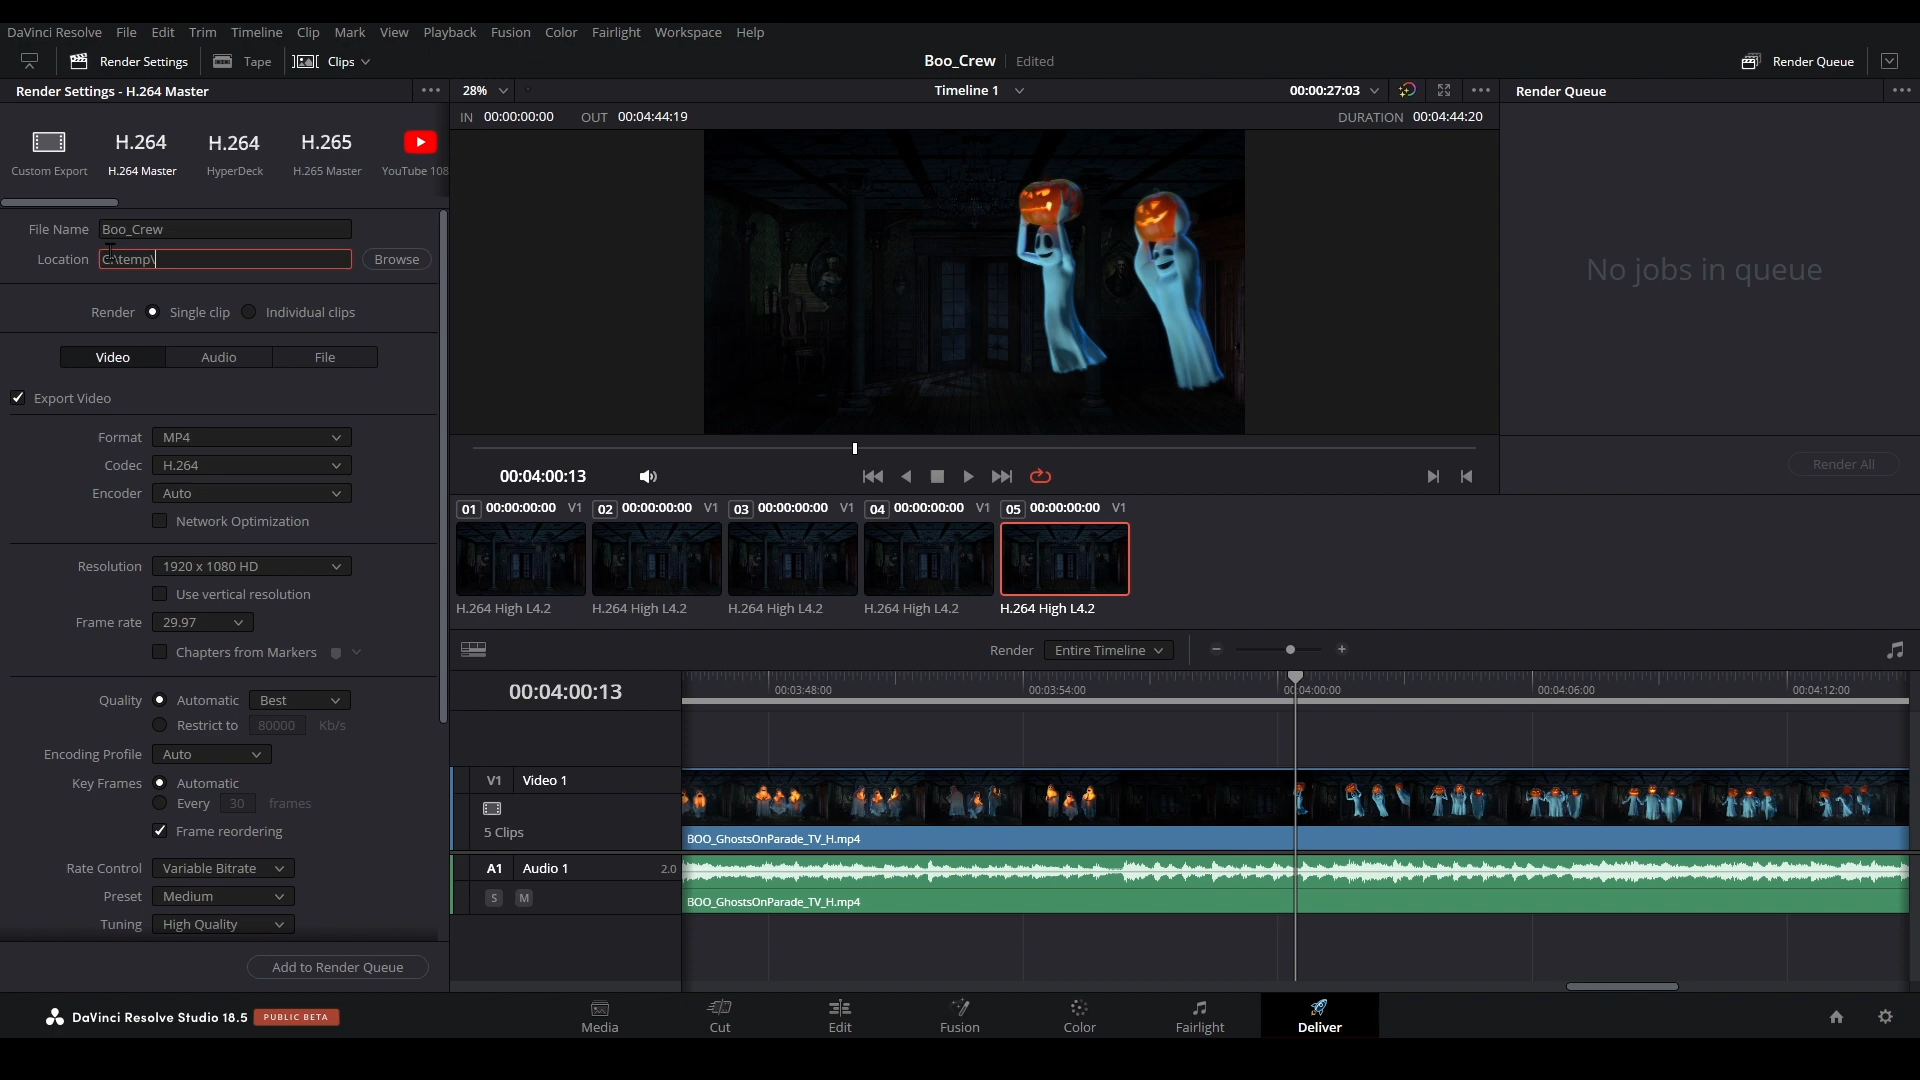 DaVinci Resolve File Edit Trim Timeline Clip Mark View Playback Fusion Color Fairlight Workspace Help
Render Settings Tape Clips Boo_Crew Edited Render Queue
Render Settings - H.264 Master 28% Timeline 1 00:00:27:03 Render Queue
IN 00:00:00:00 OUT 00:04:44:19 DURATION 00:04:44:20
H.264 H.264 H.265
Custom Export H.264 Master HyperDeck H.265 Master YouTube 108
File Name Boo_Crew
Location C:\temp\ Browse
No jobs in queue
Render Single clip Individual clips
Video Audio File
Export Video
Format MP4
Codec H.264
Encoder Auto
Network Optimization
Render All
00:04:00:13
01 00:00:00:00 V1 02 00:00:00:00 V1 03 00:00:00:00 V1 04 00:00:00:00 V1 05 00:00:00:00 V1
H.264 High L4.2 H.264 High L4.2 H.264 High L4.2 H.264 High L4.2 H.264 High L4.2
Resolution 1920 x 1080 HD
Use vertical resolution
Frame rate 29.97
Chapters from Markers
Render Entire Timeline
Quality Automatic Best
Restrict to 80000 Kb/s
Encoding Profile Auto
Key Frames Automatic
Every 30 frames
Frame reordering
Rate Control Variable Bitrate
Preset Medium
Tuning High Quality
Add to Render Queue
00:04:00:13 00:03:48:00 00:03:54:00 00:04:00:00 00:04:06:00 00:04:12:00
V1 Video 1
5 Clips
BOO_GhostsOnParade_TV_H.mp4
A1 Audio 1 2.0
S M
BOO_GhostsOnParade_TV_H.mp4
DaVinci Resolve Studio 18.5 PUBLIC BETA
Media Cut Edit Fusion Color Fairlight Deliver